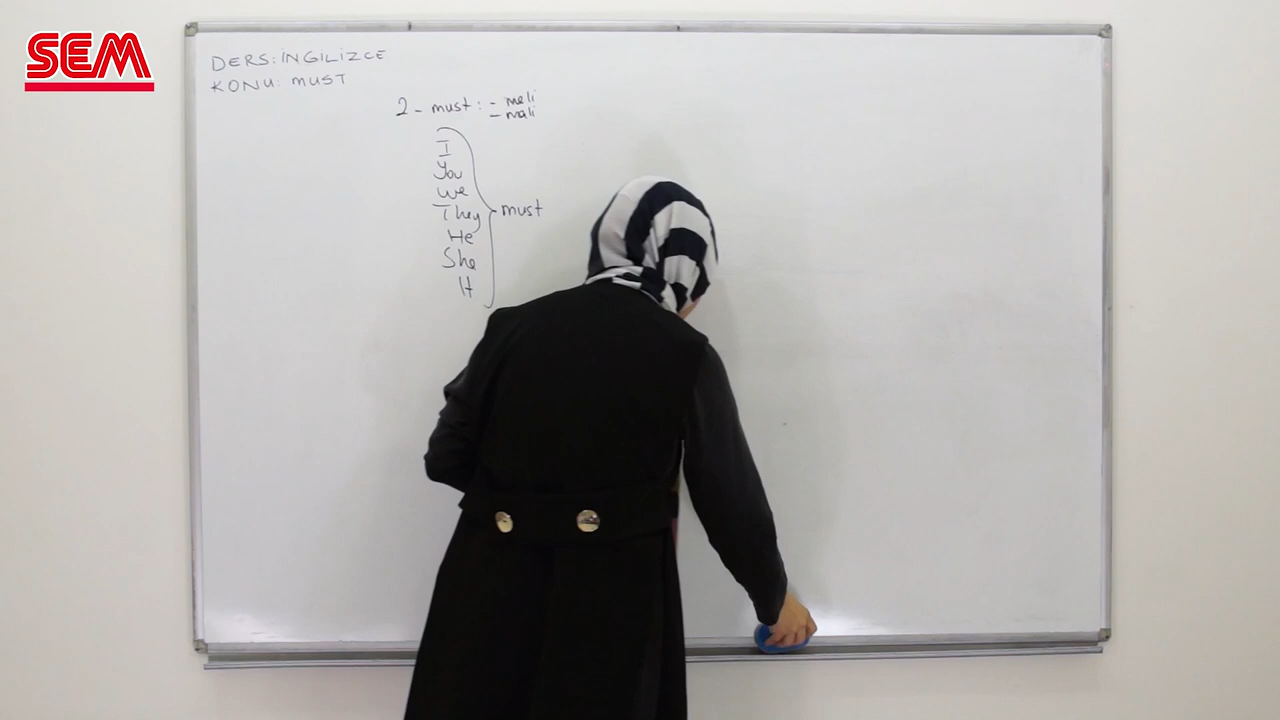 SEM
DERS: İNGİLİZCE
KONU: MUST
2- must: - meli
- malı
I
You
We
They
He
She
It
must